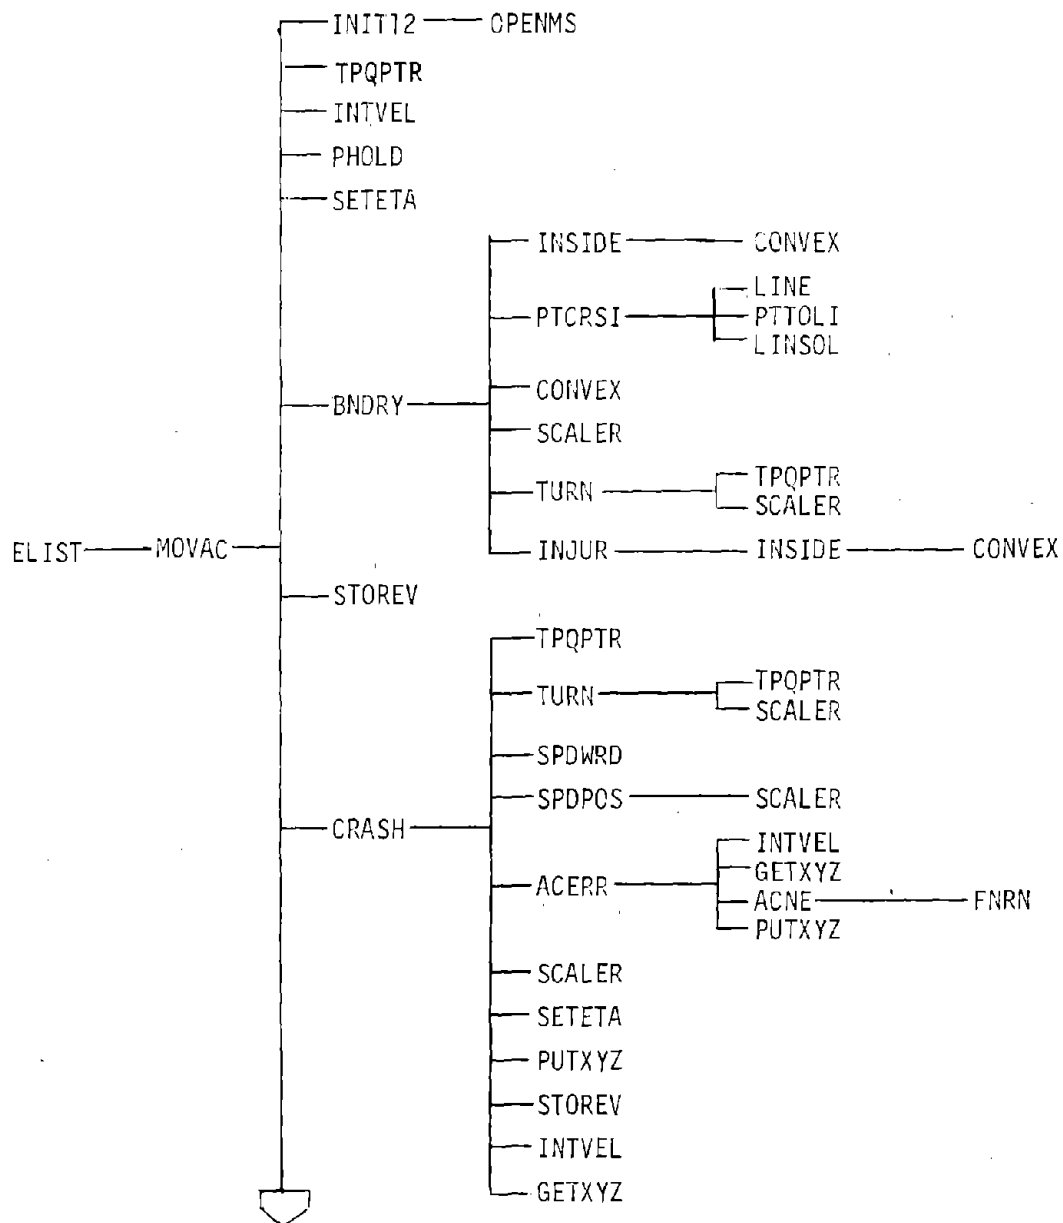 INIT12 OPENMS
TPQPTR
INTVEL
PHOLD
SETETA
INSIDE CONVEX
LINE
PTCRSI PTTOLI
LINSOL
CONVEX
BNDRY
SCALER
TPQPTR
TURN
SCALER
ELIST MOVAC
INJUR INSIDE CONVEX
STOREV
TPQPTR
TPQPTR
TURN
SCALER
SPDWRD
SPDPOS SCALER
CRASH
INTVEL
GETXYZ
ACERR
ACNE FNRN
PUTXYZ
SCALER
SETETA
PUTXYZ
STOREV
INTVEL
GETXYZ